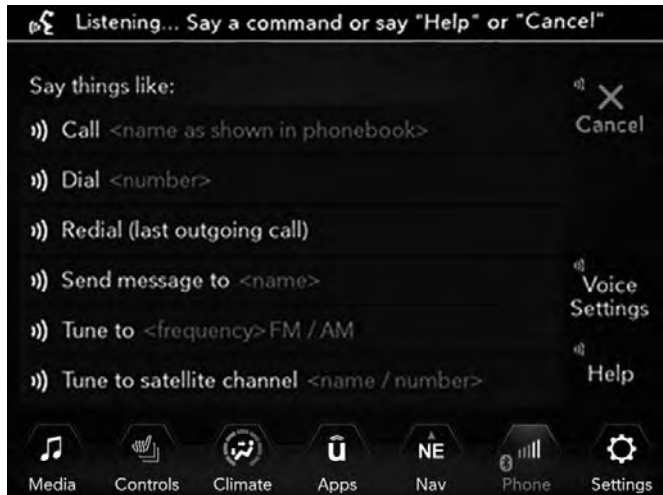 Listening... Say a command or say "Help" or "Cancel"
Say things like:
Call <name as shown in phonebook>
Dial <number>
Redial (last outgoing call)
Send message to <name>
Tune to <frequency> FM / AM
Tune to satellite channel <name / number>
Cancel
Voice
Settings
Help
û
NE
Media Controls Climate Apps Nav Phone Settings